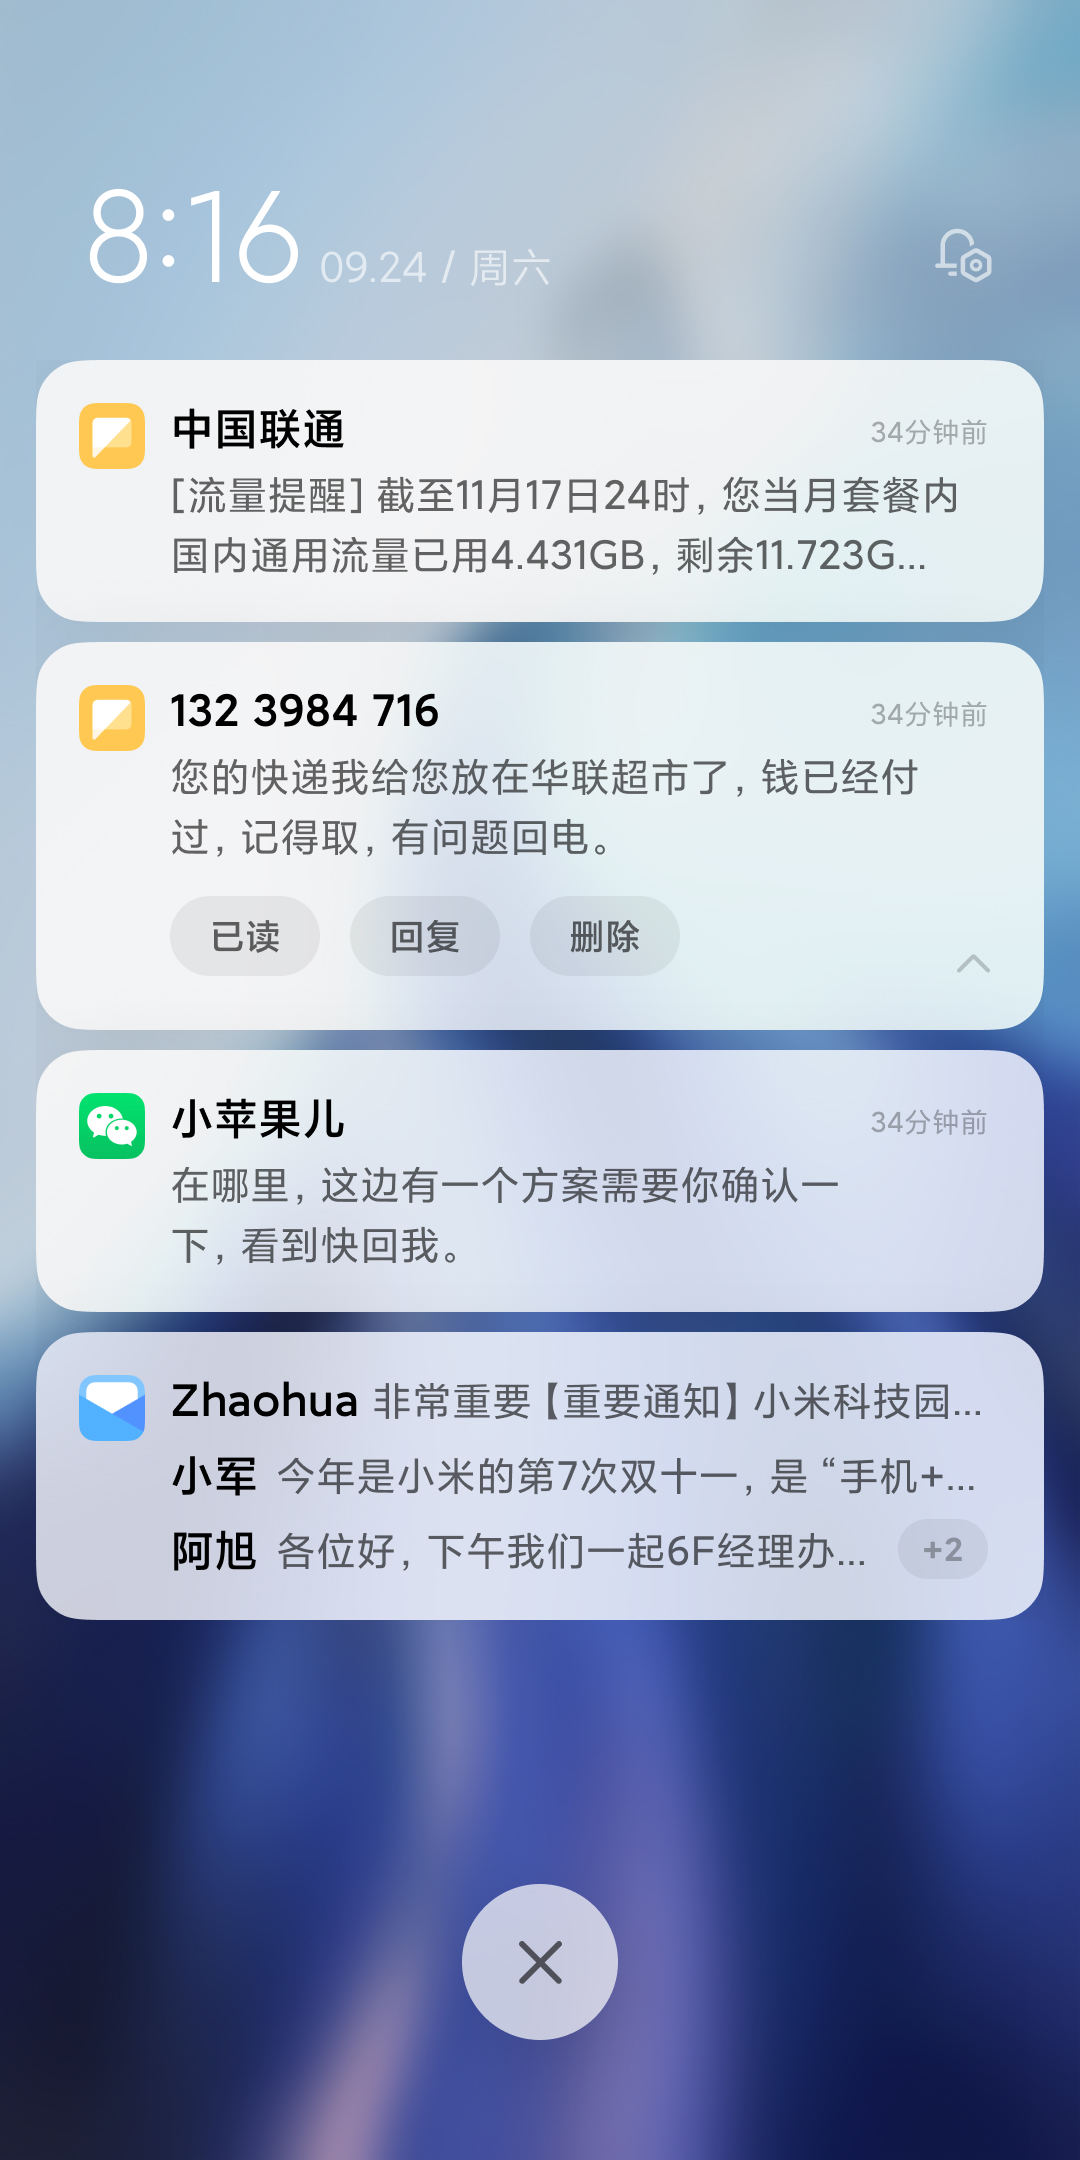 8:16 09.24 / 周六
中国联通 34分钟前
[流量提醒] 截至11月17日24时, 您当月套餐内
国内通用流量已用4.431GB, 剩余11.723G...
132 3984 716 34分钟前
您的快递我给您放在华联超市了, 钱已经付
过, 记得取, 有问题回电。
已读 回复 删除
小苹果儿 34分钟前
在哪里, 这边有一个方案需要你确认一
下, 看到快回我。
Zhaohua 非常重要【重要通知】小米科技园...
小军 今年是小米的第7次双十一, 是 “手机+...
阿旭 各位好, 下午我们一起6F经理办... +2